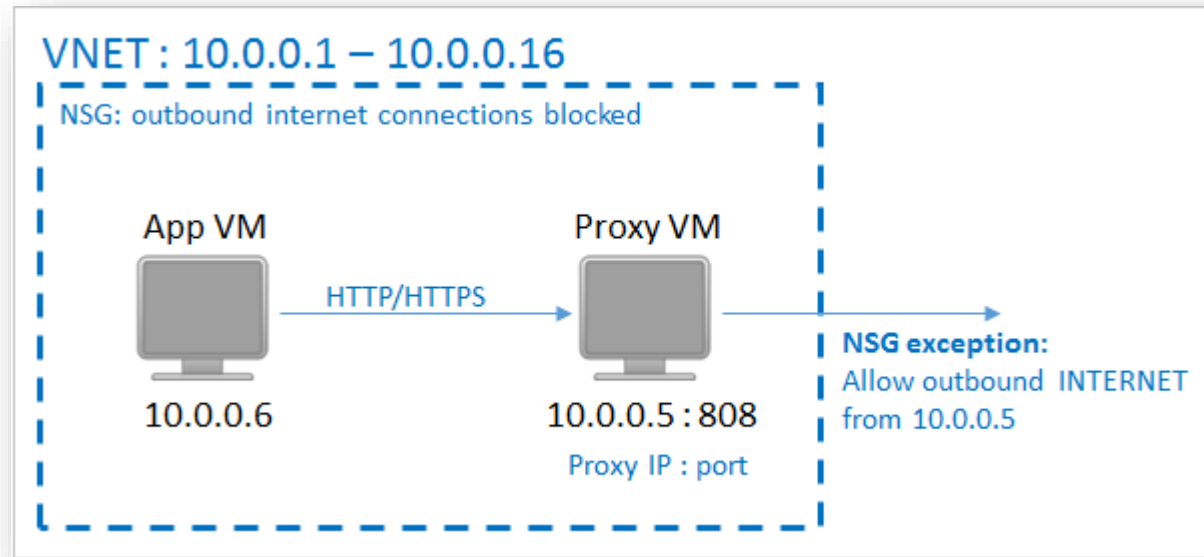 VNET : 10.0.0.1 – 10.0.0.16
NSG: outbound internet connections blocked
App VM
Proxy VM
HTTP/HTTPS
10.0.0.6
10.0.0.5 : 808
Proxy IP : port
NSG exception:
Allow outbound INTERNET
from 10.0.0.5